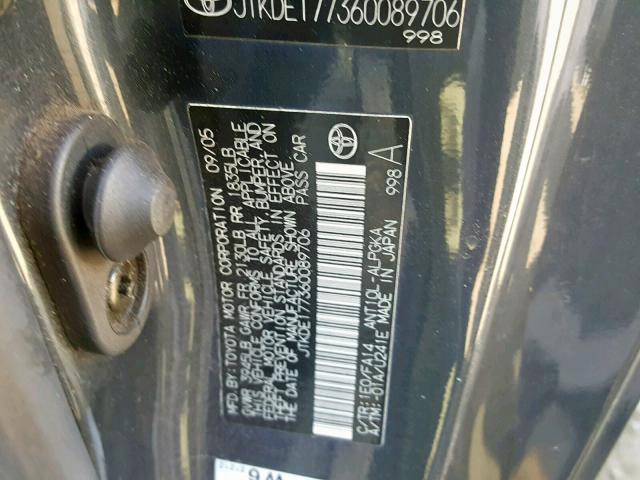 JTKDE177360089706
998
MFD. BY: TOYOTA MOTOR CORPORATION 09/05
GVWR 3945LB GAWR FR 2130LB RR 1835LB
THIS VEHICLE CONFORMS TO ALL APPLICABLE
FEDERAL MOTOR VEHICLE SAFETY, BUMPER, AND
THEFT PREVENTION STANDARDS IN EFFECT ON
THE DATE OF MANUFACTURE SHOWN ABOVE.
JTKDE177360089706 PASS CAR
C/TR: 1E0/FA14 ANT10L-ALPGKA
A/TM: -01A/U241E MADE IN JAPAN
998 A